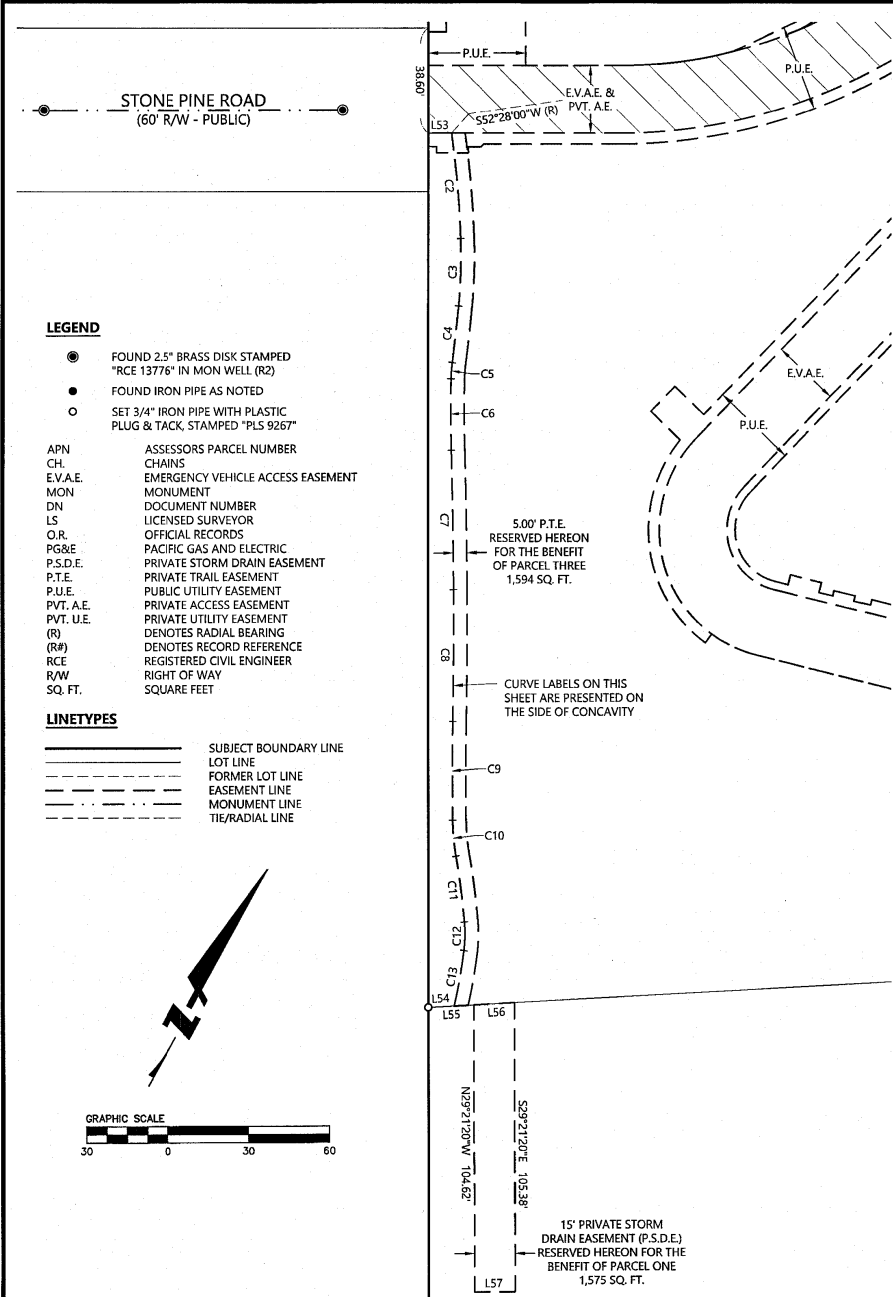 P.U.E.
38.60'
P.U.E.
E.V.A.E. &
PVT. A.E.
STONE PINE ROAD
(60' R/W - PUBLIC)
S52°28'00"W (R)
L53
C2
C3
C4
C5
C6
E.V.A.E.
P.U.E.
LEGEND
FOUND 2.5" BRASS DISK STAMPED
"RCE 13776" IN MON WELL (R2)
FOUND IRON PIPE AS NOTED
SET 3/4" IRON PIPE WITH PLASTIC
PLUG & TACK, STAMPED "PLS 9267"
APN ASSESSORS PARCEL NUMBER
CH. CHAINS
E.V.A.E. EMERGENCY VEHICLE ACCESS EASEMENT
MON MONUMENT
DN DOCUMENT NUMBER
LS LICENSED SURVEYOR
O.R. OFFICIAL RECORDS
PG&E PACIFIC GAS AND ELECTRIC
P.S.D.E. PRIVATE STORM DRAIN EASEMENT
P.T.E. PRIVATE TRAIL EASEMENT
P.U.E. PUBLIC UTILITY EASEMENT
PVT. A.E. PRIVATE ACCESS EASEMENT
PVT. U.E. PRIVATE UTILITY EASEMENT
(R) DENOTES RADIAL BEARING
(R#) DENOTES RECORD REFERENCE
RCE REGISTERED CIVIL ENGINEER
R/W RIGHT OF WAY
SQ. FT. SQUARE FEET
C7
5.00' P.T.E.
RESERVED HEREON
FOR THE BENEFIT
OF PARCEL THREE
1,594 SQ. FT.
C8
CURVE LABELS ON THIS
SHEET ARE PRESENTED ON
THE SIDE OF CONCAVITY
LINETYPES
SUBJECT BOUNDARY LINE
LOT LINE
FORMER LOT LINE
EASEMENT LINE
MONUMENT LINE
TIE/RADIAL LINE
C9
C10
C11
C12
C13
L54
L55
L56
N
GRAPHIC SCALE
30 0 30 60
N29°21'20"W 104.62'
S29°21'20"E 105.38'
15' PRIVATE STORM
DRAIN EASEMENT (P.S.D.E.)
RESERVED HEREON FOR THE
BENEFIT OF PARCEL ONE
1,575 SQ. FT.
L57